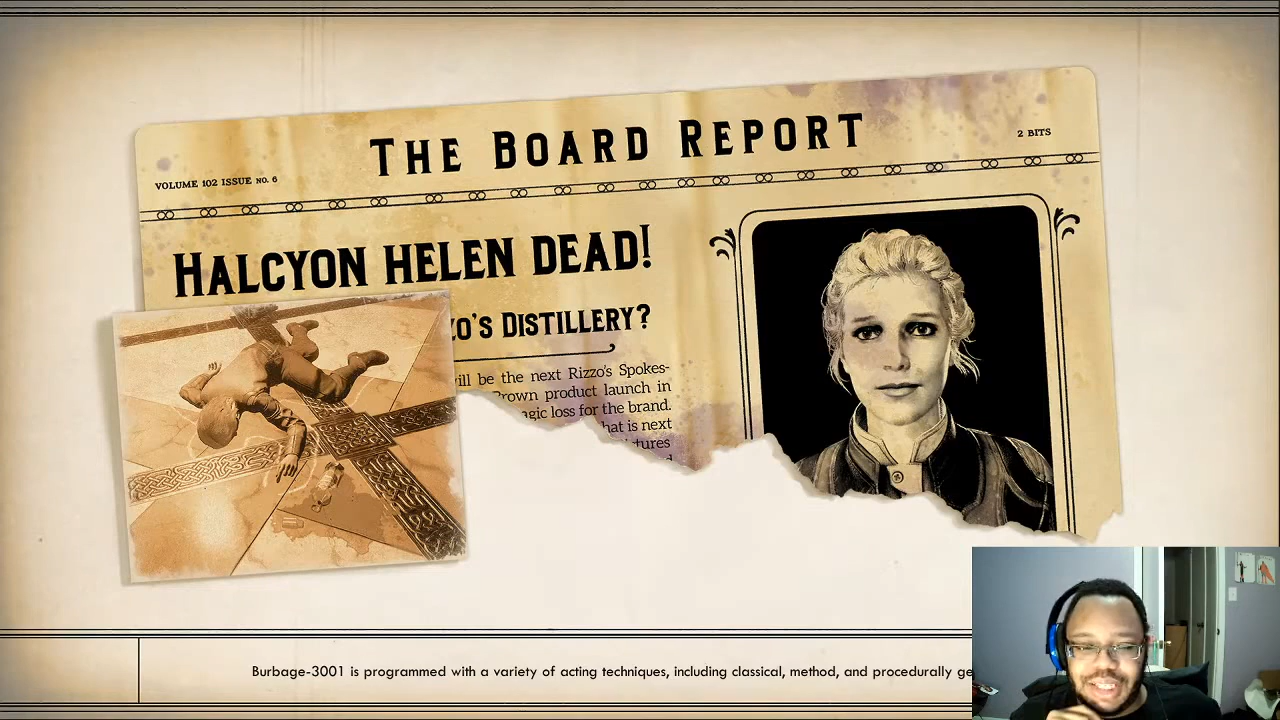 THE BOARD REPORT
2 BITS
VOLUME 102 ISSUE NO. 6
HALCYON HELEN DEAD!
ZO'S DISTILLERY?
will be the next Rizzo's Spokes-
Brown product launch in
agic loss for the brand.
hat is next
tures
Burbage-3001 is programmed with a variety of acting techniques, including classical, method, and procedurally ge